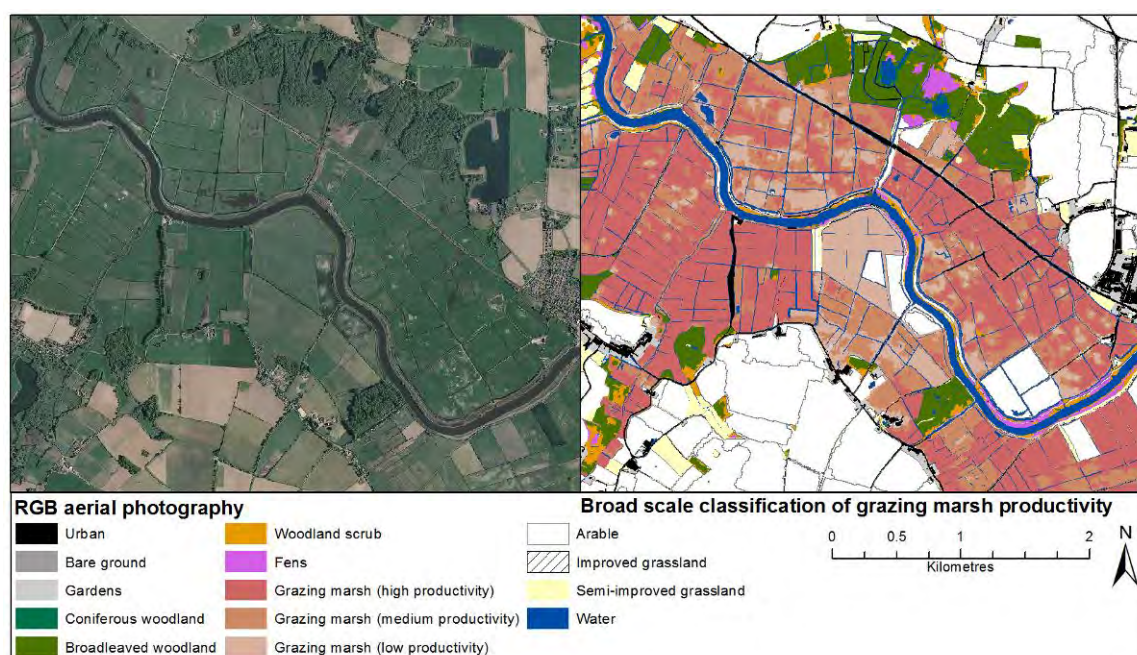 RGB aerial photography
Urban
Bare ground
Gardens
Coniferous woodland
Broadleaved woodland
Woodland scrub
Fens
Grazing marsh (high productivity)
Grazing marsh (medium productivity)
Grazing marsh (low productivity)
Broad scale classification of grazing marsh productivity
Arable
Improved grassland
Semi-improved grassland
Water
0 0.5 1 2
Kilometres
N